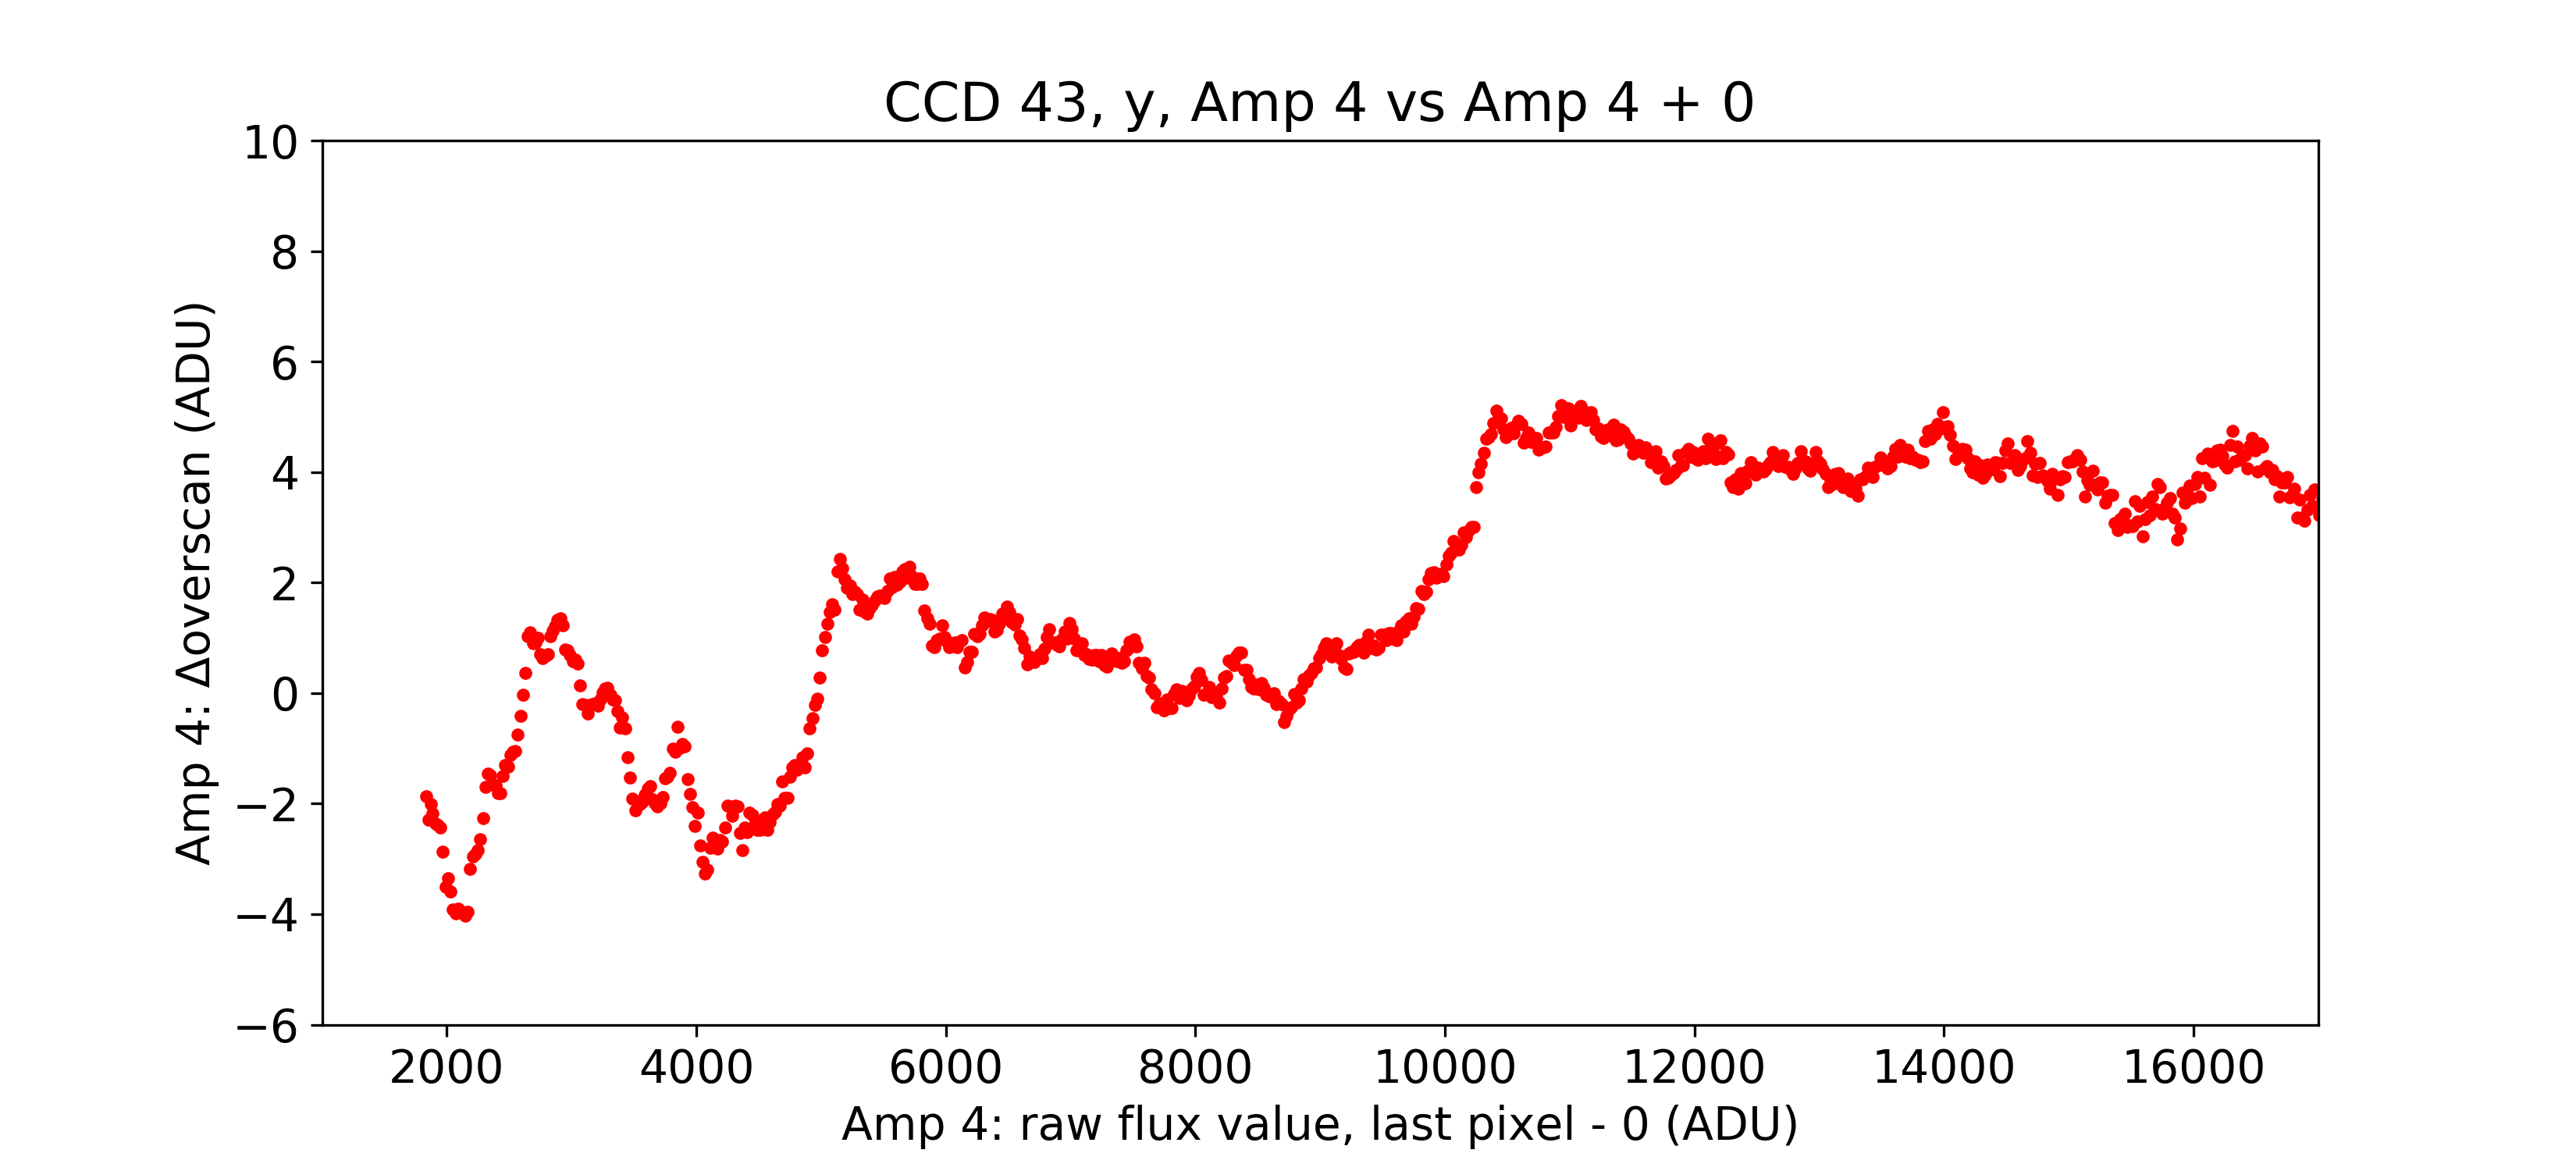 CCD 43, y, Amp 4 vs Amp 4 + 0
10
8
6
4
2
0
−2
−4
−6
Amp 4: Δoverscan (ADU)
2000 4000 6000 8000 10000 12000 14000 16000
Amp 4: raw flux value, last pixel - 0 (ADU)